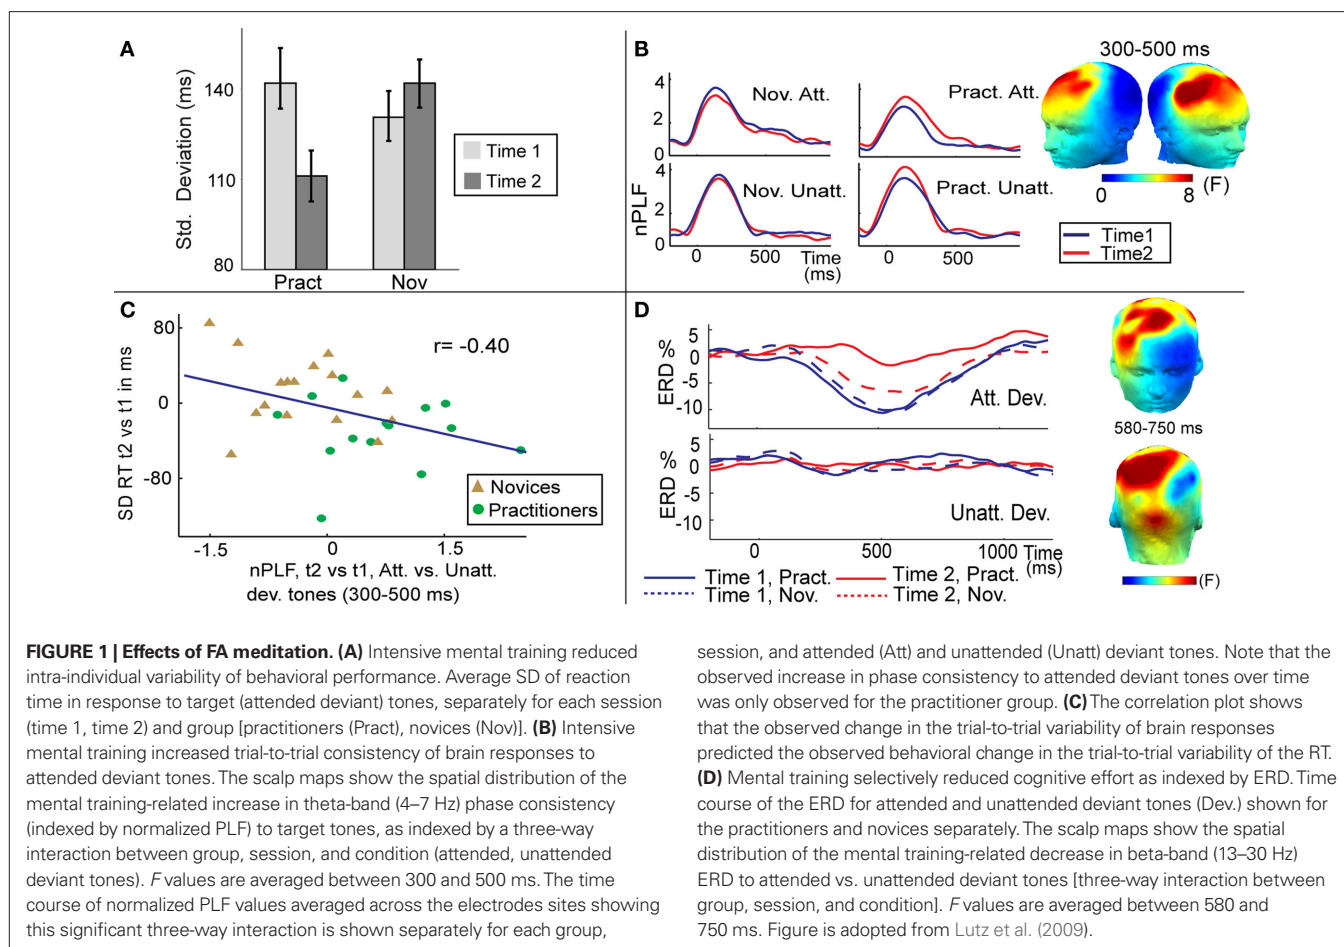 A
Std. Deviation (ms)
140
110
80
Pract
Nov
Time 1
Time 2
B
300-500 ms
nPLF
4
2
0
Nov. Att.
Pract. Att.
4
2
0
Nov. Unatt.
Pract. Unatt.
0
500
Time
(ms)
0
500
0
8
(F)
Time1
Time2
C
SD RT t2 vs t1 in ms
80
0
-80
r= -0.40
Novices
Practitioners
-1.5
0
1.5
nPLF, t2 vs t1, Att. vs. Unatt.
dev. tones (300-500 ms)
D
%
ERD
5
0
-5
-10
Att. Dev.
%
ERD
5
0
-5
-10
Unatt. Dev.
0
500
1000
Time
(ms)
Time 1, Pract.
Time 2, Pract.
Time 1, Nov.
Time 2, Nov.
580-750 ms
(F)
FIGURE 1 | Effects of FA meditation. (A) Intensive mental training reduced
intra-individual variability of behavioral performance. Average SD of reaction
time in response to target (attended deviant) tones, separately for each session
(time 1, time 2) and group [practitioners (Pract), novices (Nov)]. (B) Intensive
mental training increased trial-to-trial consistency of brain responses to
attended deviant tones. The scalp maps show the spatial distribution of the
mental training-related increase in theta-band (4–7 Hz) phase consistency
(indexed by normalized PLF) to target tones, as indexed by a three-way
interaction between group, session, and condition (attended, unattended
deviant tones). F values are averaged between 300 and 500 ms. The time
course of normalized PLF values averaged across the electrodes sites showing
this significant three-way interaction is shown separately for each group,
session, and attended (Att) and unattended (Unatt) deviant tones. Note that the
observed increase in phase consistency to attended deviant tones over time
was only observed for the practitioner group. (C) The correlation plot shows
that the observed change in the trial-to-trial variability of brain responses
predicted the observed behavioral change in the trial-to-trial variability of the RT.
(D) Mental training selectively reduced cognitive effort as indexed by ERD. Time
course of the ERD for attended and unattended deviant tones (Dev.) shown for
the practitioners and novices separately. The scalp maps show the spatial
distribution of the mental training-related decrease in beta-band (13–30 Hz)
ERD to attended vs. unattended deviant tones [three-way interaction between
group, session, and condition]. F values are averaged between 580 and
750 ms. Figure is adopted from Lutz et al. (2009).